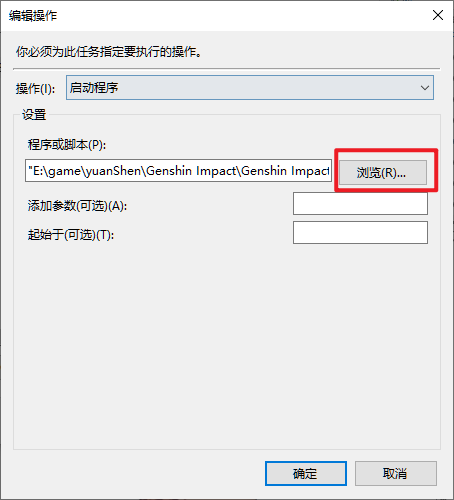 编辑操作
你必须为此任务指定要执行的操作。
操作(I): 启动程序
设置
程序或脚本(P):
"E:\game\yuanShen\Genshin Impact\Genshin Impact 浏览(R)...
添加参数(可选)(A):
起始于(可选)(T):
确定 取消